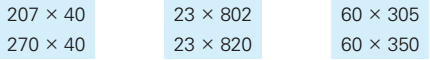 207 × 40
270 × 40
23 × 802
23 × 820
60 × 305
60 × 350